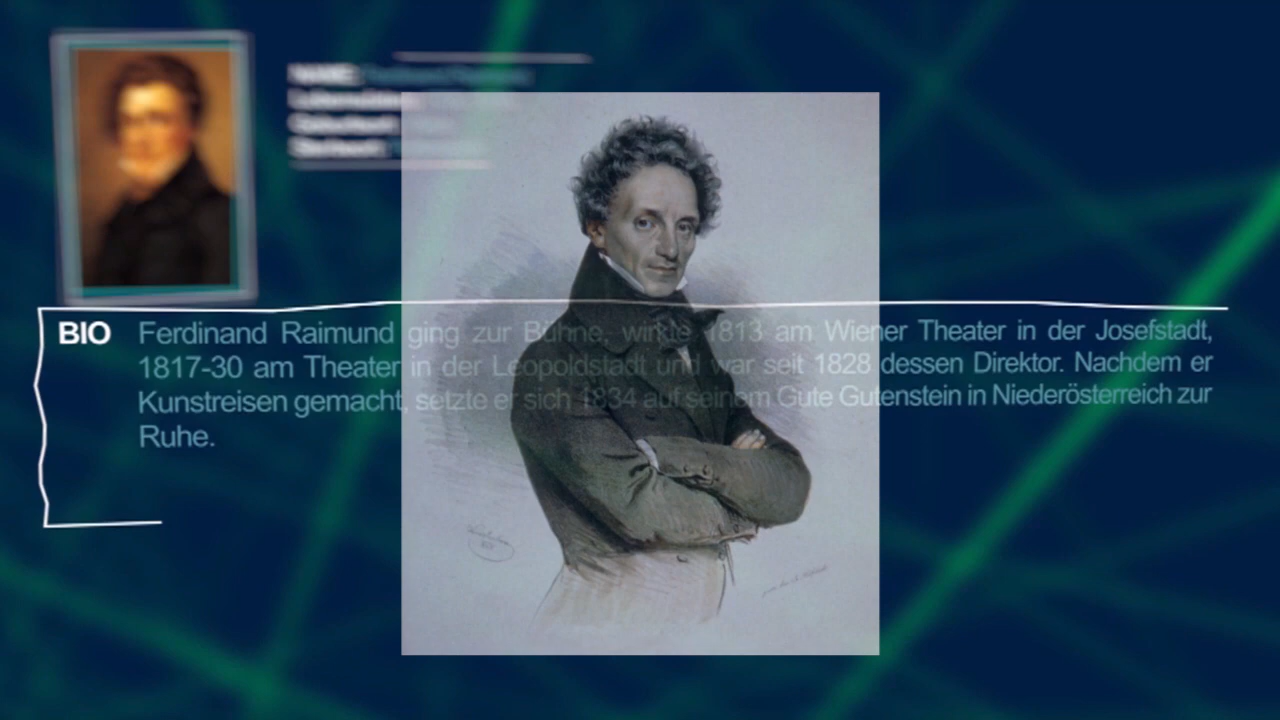 NAME:
BIO Ferdinand Raimund ging zur Bühne, wirkte 1813 am Wiener Theater in der Josefstadt,
1817-30 am Theater in der Leopoldstadt und war seit 1828 dessen Direktor. Nachdem er
Kunstreisen gemacht, setzte er sich 1834 auf seinem Gute Gutenstein in Niederösterreich zur
Ruhe.